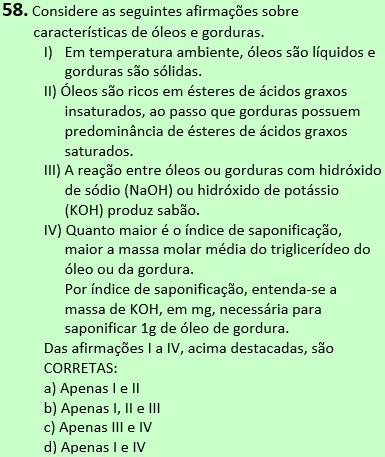 58. Considere as seguintes afirmações sobre
características de óleos e gorduras.
I) Em temperatura ambiente, óleos são líquidos e
gorduras são sólidas.
II) Óleos são ricos em ésteres de ácidos graxos
insaturados, ao passo que gorduras possuem
predominância de ésteres de ácidos graxos
saturados.
III) A reação entre óleos ou gorduras com hidróxido
de sódio (NaOH) ou hidróxido de potássio
(KOH) produz sabão.
IV) Quanto maior é o índice de saponificação,
maior a massa molar média do triglicerídeo do
óleo ou da gordura.
Por índice de saponificação, entenda-se a
massa de KOH, em mg, necessária para
saponificar 1g de óleo de gordura.
Das afirmações I a IV, acima destacadas, são
CORRETAS:
a) Apenas I e II
b) Apenas I, II e III
c) Apenas III e IV
d) Apenas I e IV